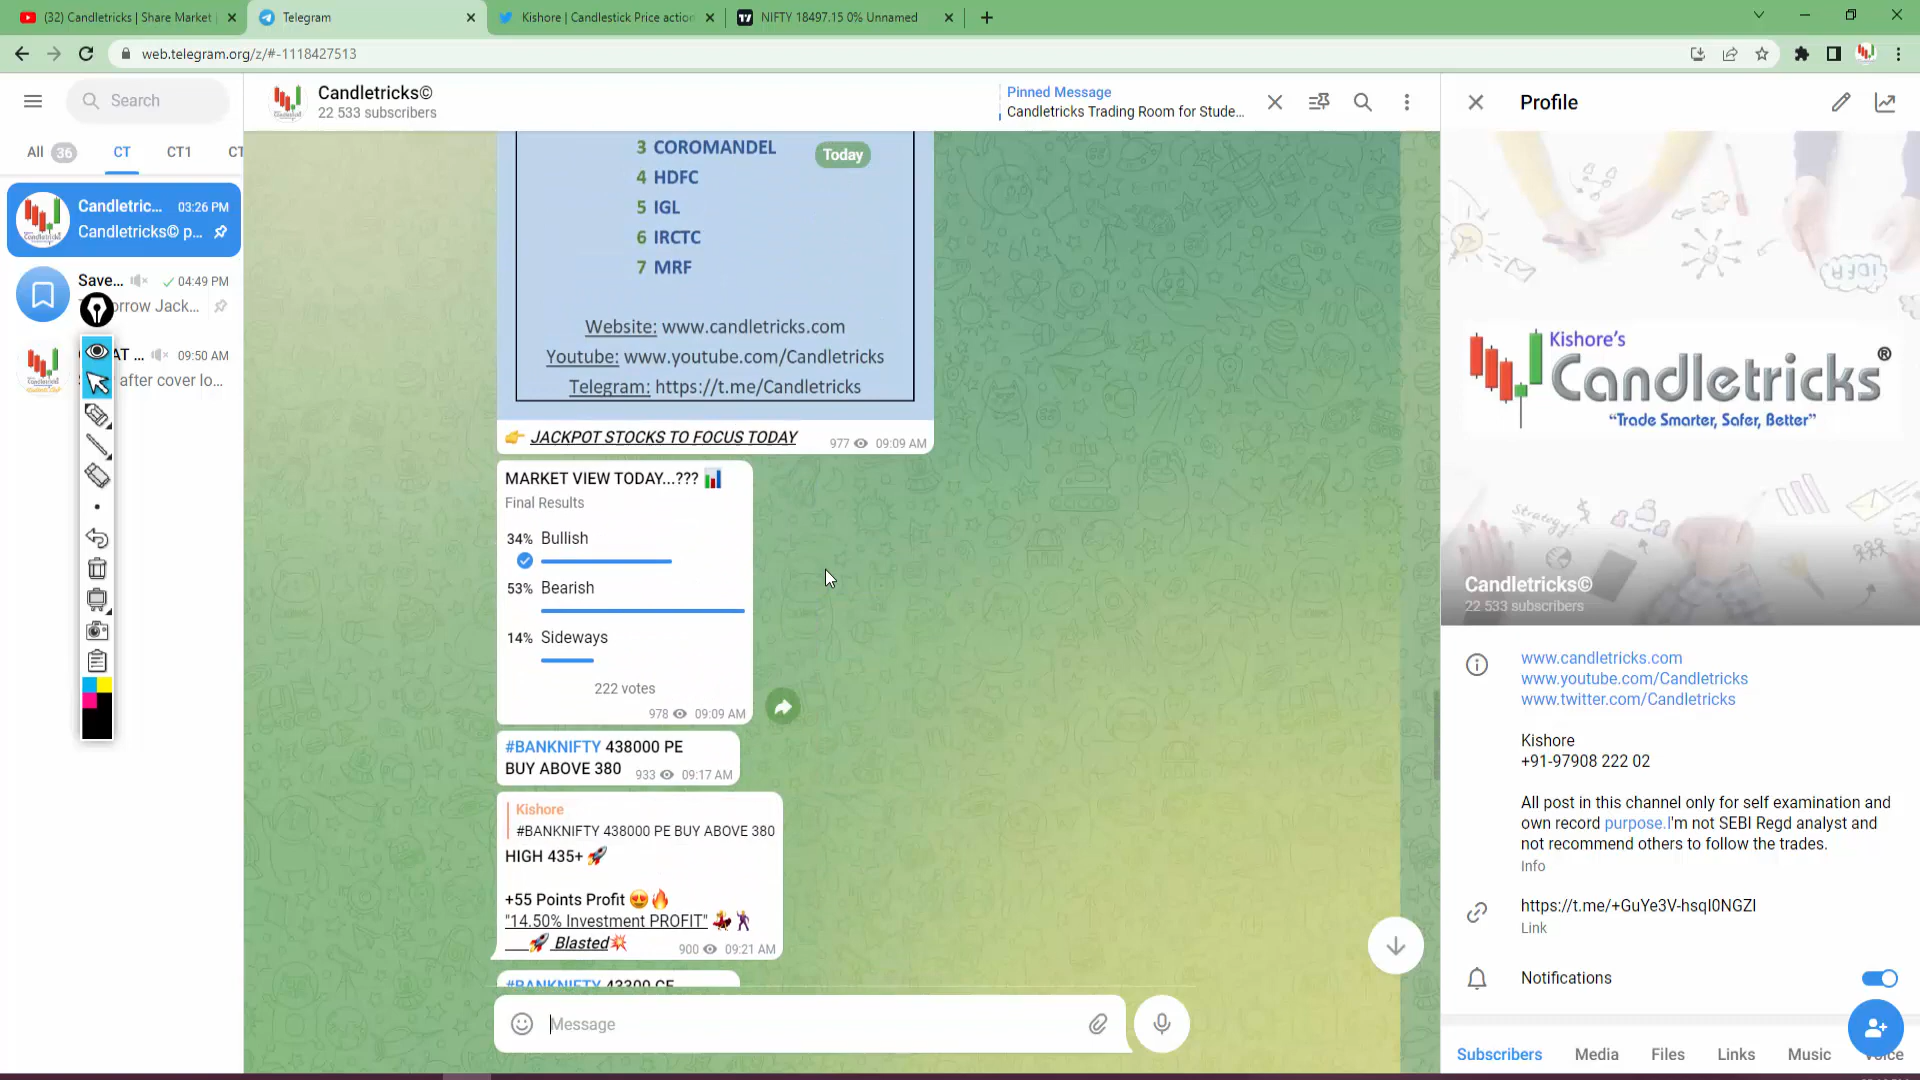 (32) Candletricks | Share Market
Telegram
Kishore | Candlestick Price action
NIFTY 18497.15 0% Unnamed
web.telegram.org/z/#-1118427513
Search
All 36
CT
CT1
CT
Candletric... 03:26 PM
Candletricks© p...
Save... 04:49 PM
orrow Jack...
AT ... 09:50 AM
after cover lo...
Candletricks©
22 533 subscribers
Pinned Message
Candletricks Trading Room for Stude...
Today
3 COROMANDEL
4 HDFC
5 IGL
6 IRCTC
7 MRF
Website: www.candletricks.com
Youtube: www.youtube.com/Candletricks
Telegram: https://t.me/Candletricks
👉 JACKPOT STOCKS TO FOCUS TODAY
977 09:09 AM
MARKET VIEW TODAY...??? 📊
Final Results
34% Bullish
53% Bearish
14% Sideways
222 votes
978 09:09 AM
#BANKNIFTY 438000 PE
BUY ABOVE 380
933 09:17 AM
Kishore
#BANKNIFTY 438000 PE BUY ABOVE 380
HIGH 435+ 🚀
+55 Points Profit 😍🔥
"14.50% Investment PROFIT" 💃🕺
🚀 Blasted💥
900 09:21 AM
#BANKNIFTY 43300 CE
Message
Profile
Kishore's
Candletricks®
"Trade Smarter, Safer, Better"
Strategy
Candletricks©
22 533 subscribers
www.candletricks.com
www.youtube.com/Candletricks
www.twitter.com/Candletricks
Kishore
+91-97908 222 02
All post in this channel only for self examination and
own record purpose.I'm not SEBI Regd analyst and
not recommend others to follow the trades.
Info
https://t.me/+GuYe3V-hsqI0NGZl
Link
Notifications
Subscribers
Media
Files
Links
Music
Voice